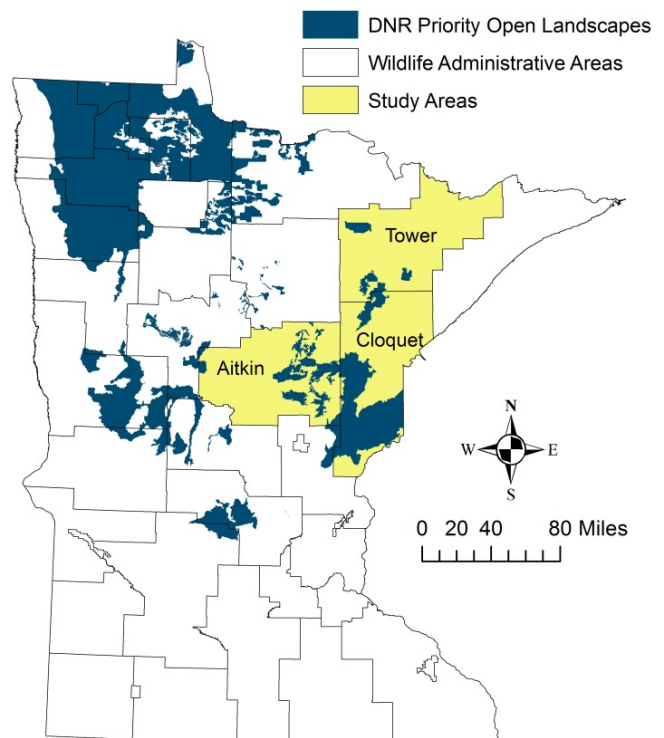 DNR Priority Open Landscapes
Wildlife Administrative Areas
Study Areas
Tower
Cloquet
Aitkin
N
W E
S
0 20 40 80 Miles